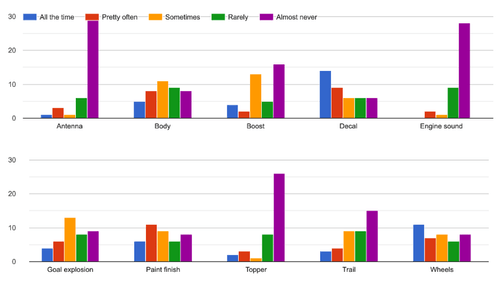 30
All the time Pretty often Sometimes Rarely Almost never
20
10
0
Antenna Body Boost Decal Engine sound
30
20
10
0
Goal explosion Paint finish Topper Trail Wheels